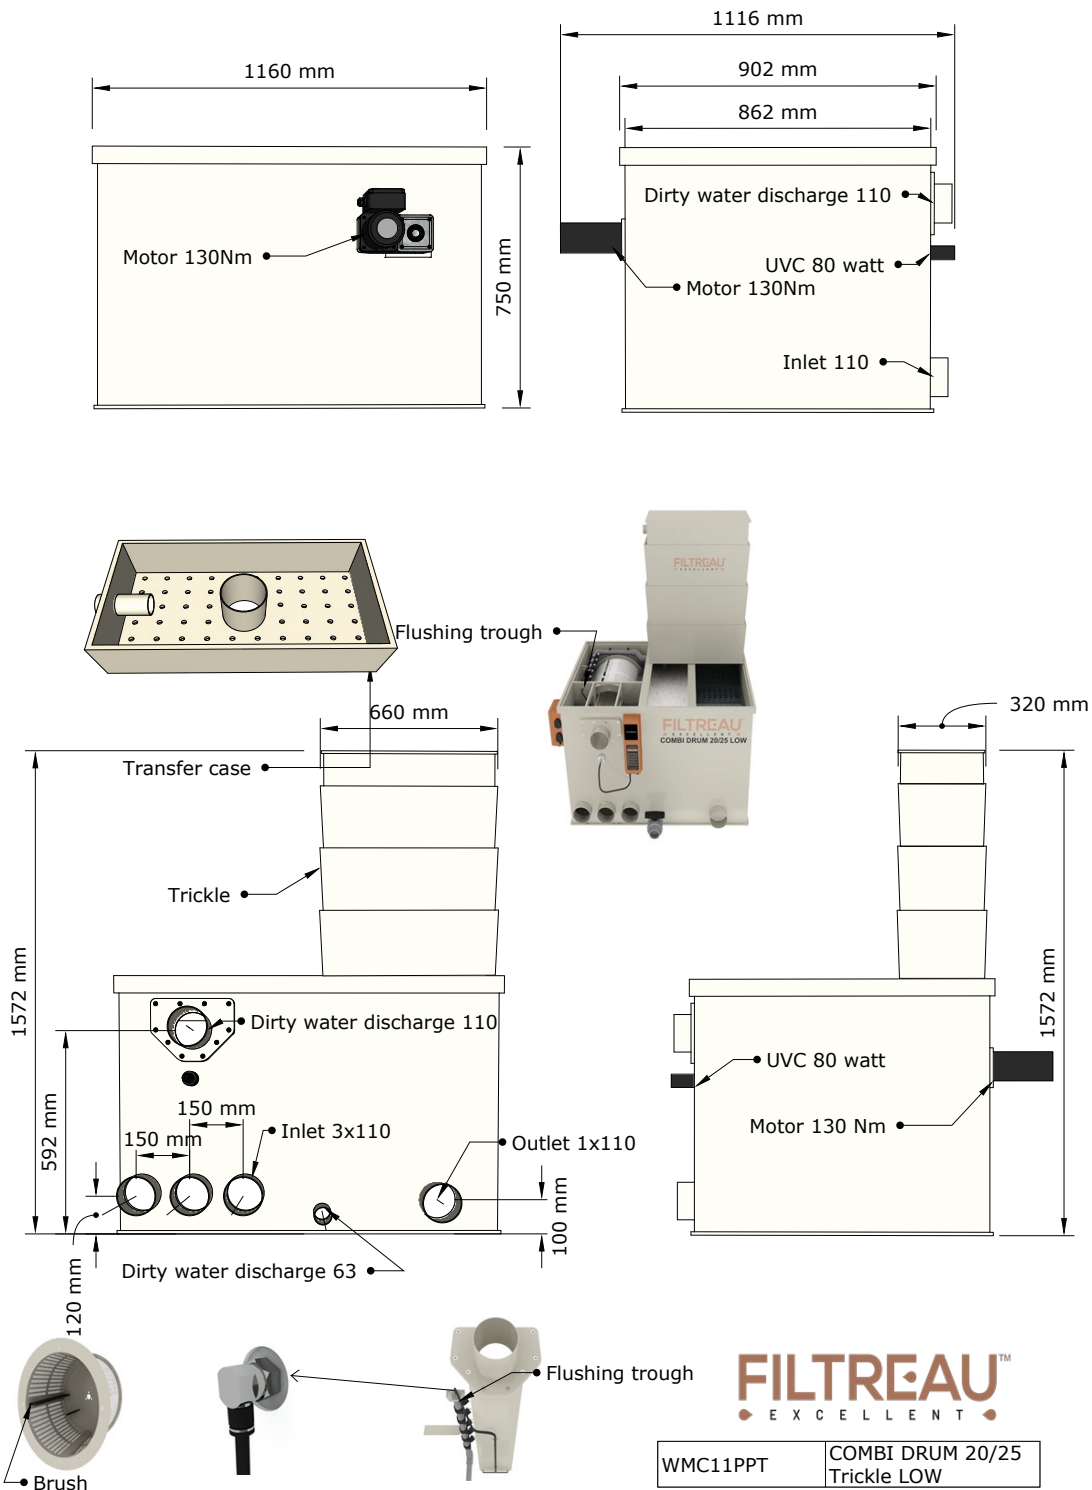 1116 mm
1160 mm
902 mm
862 mm
Dirty water discharge 110
Motor 130Nm
UVC 80 watt
Motor 130Nm
750 mm
Inlet 110
Flushing trough
FILTREAU
EXCELLENT
660 mm
320 mm
FILTREAU
EXCELLENT
COMBI DRUM 20/25 LOW
Transfer case
Trickle
1572 mm
1572 mm
Dirty water discharge 110
UVC 80 watt
592 mm
150 mm
150 mm
Inlet 3x110
Outlet 1x110
Motor 130 Nm
100 mm
Dirty water discharge 63
120 mm
Flushing trough
FILTREAU™
EXCELLENT
Brush
WMC11PPT
COMBI DRUM 20/25
Trickle LOW